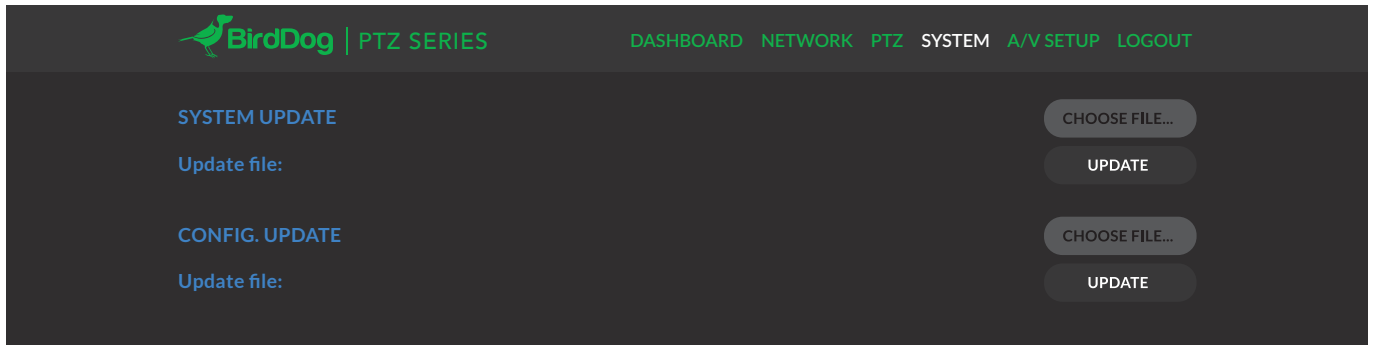 BirdDog | PTZ SERIES DASHBOARD NETWORK PTZ SYSTEM A/V SETUP LOGOUT
SYSTEM UPDATE CHOOSE FILE...
Update file: UPDATE
CONFIG. UPDATE CHOOSE FILE...
Update file: UPDATE